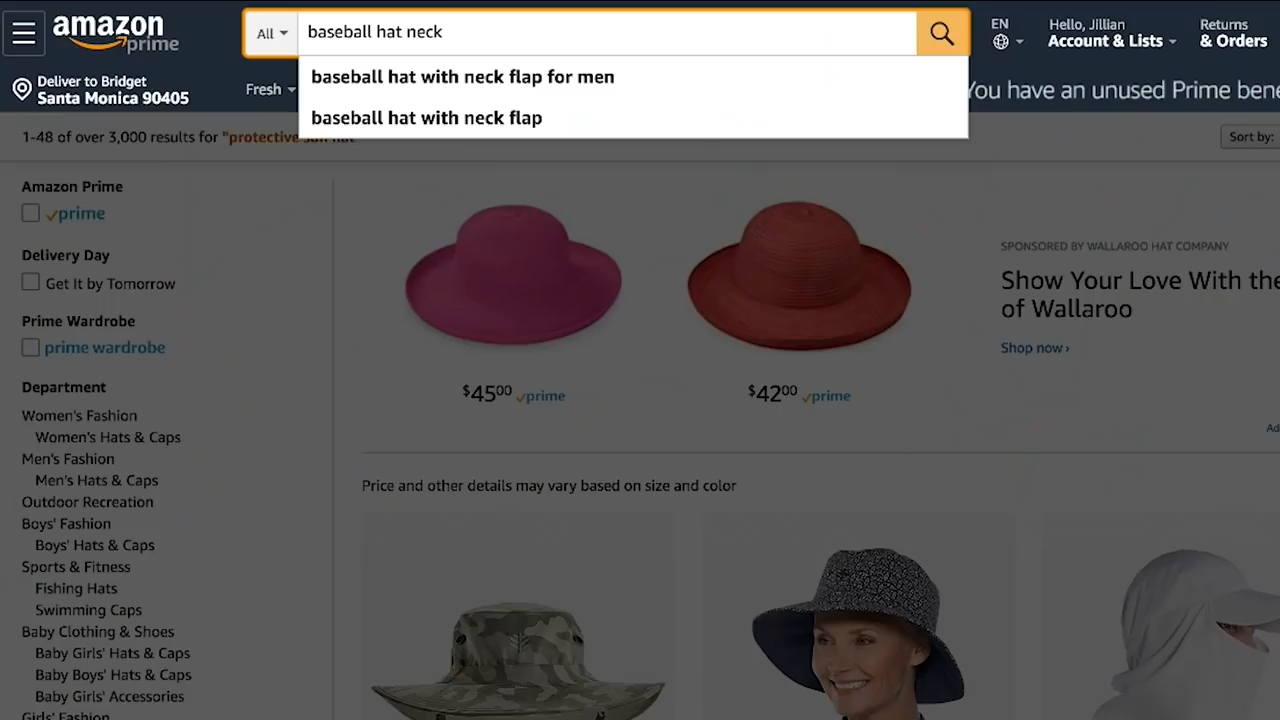 amazon
prime
All
baseball hat neck
EN
Hello, Jillian
Account & Lists
Returns
& Orders
baseball hat with neck flap for men
baseball hat with neck flap
Deliver to Bridget
Santa Monica 90405
Fresh
You have an unused Prime bene
1-48 of over 3,000 results for "protective sun hat"
Sort by:
Amazon Prime
prime
Delivery Day
Get It by Tomorrow
Prime Wardrobe
prime wardrobe
Department
Women's Fashion
Women's Hats & Caps
Men's Fashion
Men's Hats & Caps
Outdoor Recreation
Boys' Fashion
Boys' Hats & Caps
Sports & Fitness
Fishing Hats
Swimming Caps
Baby Clothing & Shoes
Baby Girls' Hats & Caps
Baby Boys' Hats & Caps
Baby Girls' Accessories
Girls' Fashion
$4500 prime
$4200 prime
SPONSORED BY WALLAROO HAT COMPANY
Show Your Love With the
of Wallaroo
Shop now ›
Ad
Price and other details may vary based on size and color